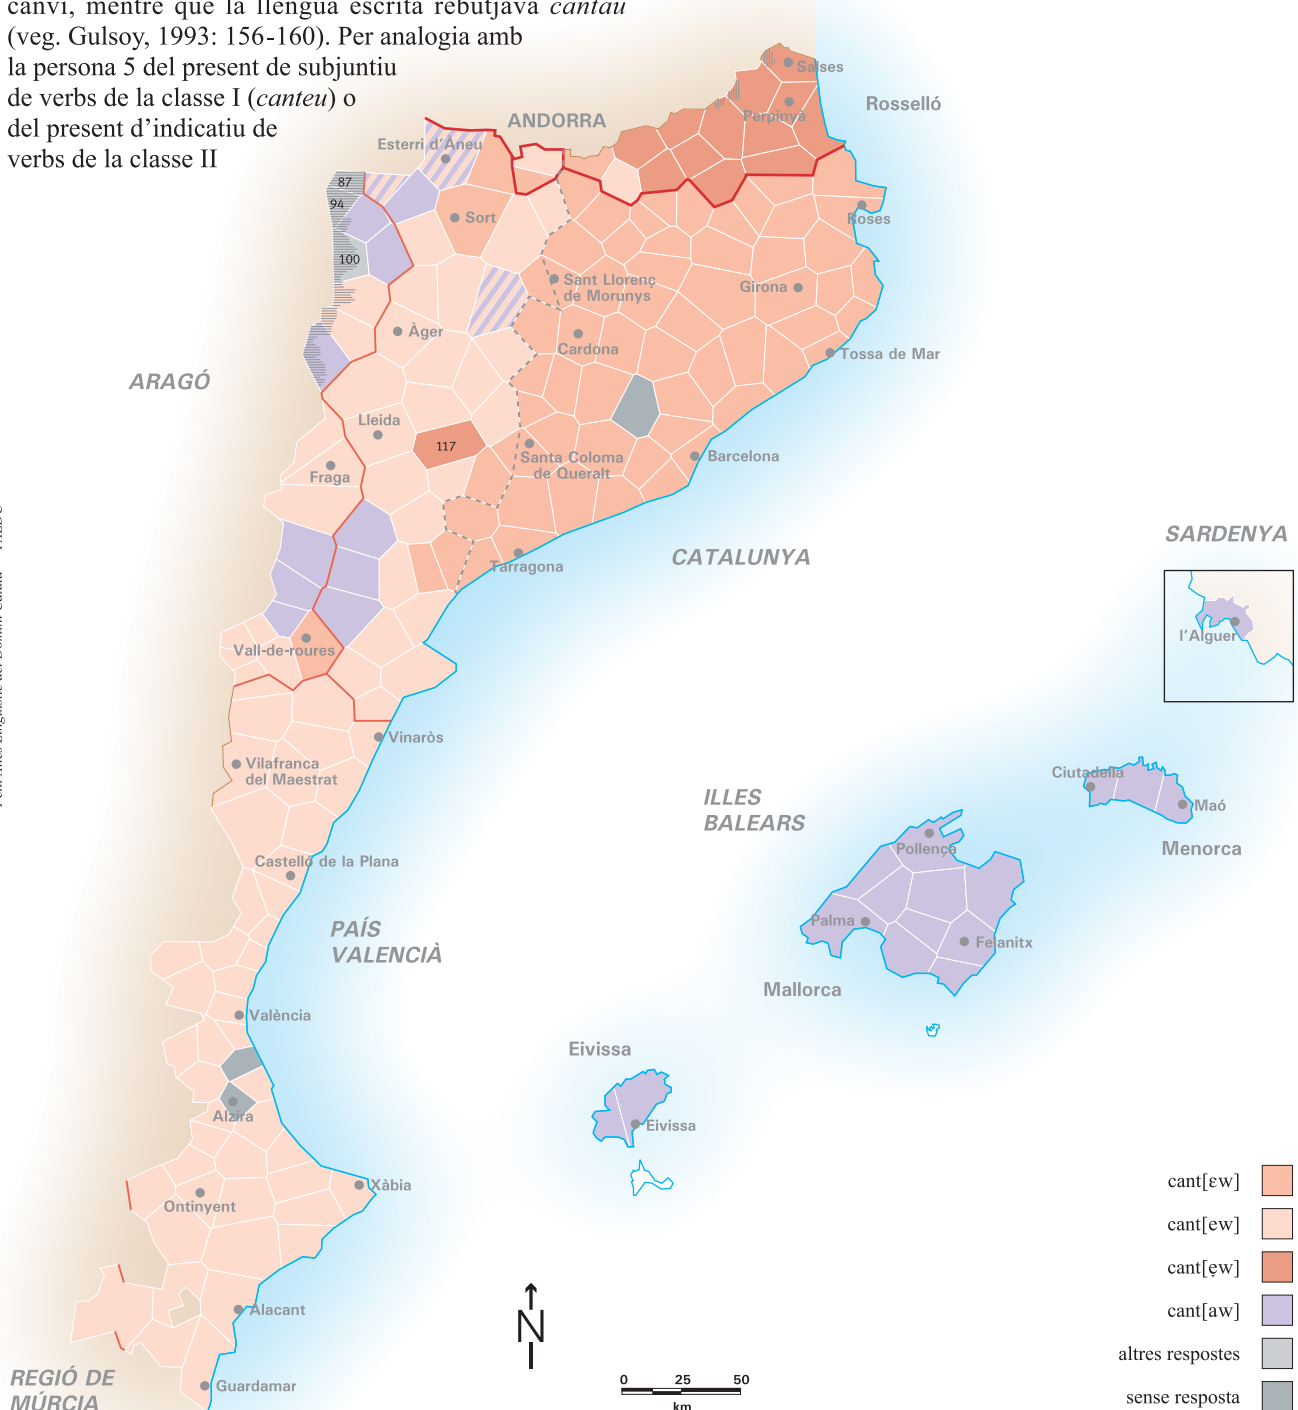 canvi, mentre que la llengua escrita rebutjava cantau
(veg. Gulsoy, 1993: 156-160). Per analogia amb
la persona 5 del present de subjuntiu
de verbs de la classe I (canteu) o
del present d’indicatiu de
verbs de la classe II
Salses
Rosselló
Perpinyà
ANDORRA
Esterri d’Àneu
87
94
Sort
Roses
100
Sant Llorenç
de Morunys
Girona
Àger
Cardona
Tossa de Mar
ARAGÓ
Lleida
117
Santa Coloma
de Queralt
Barcelona
Fraga
SARDENYA
CATALUNYA
Tarragona
l’Alguer
Vall-de-roures
Vinaròs
Vilafranca
del Maestrat
Ciutadella
Maó
ILLES
BALEARS
Menorca
Pollença
Castelló de la Plana
Palma
Felanitx
PAÍS
VALENCIÀ
Mallorca
València
Eivissa
Alzira
Eivissa
Xàbia
Ontinyent
cant[ɛw]
cant[ew]
cant[ẹw]
cant[aw]
altres respostes
sense resposta
Alacant
N
REGIÓ DE
MÚRCIA
Guardamar
0 25 50
km